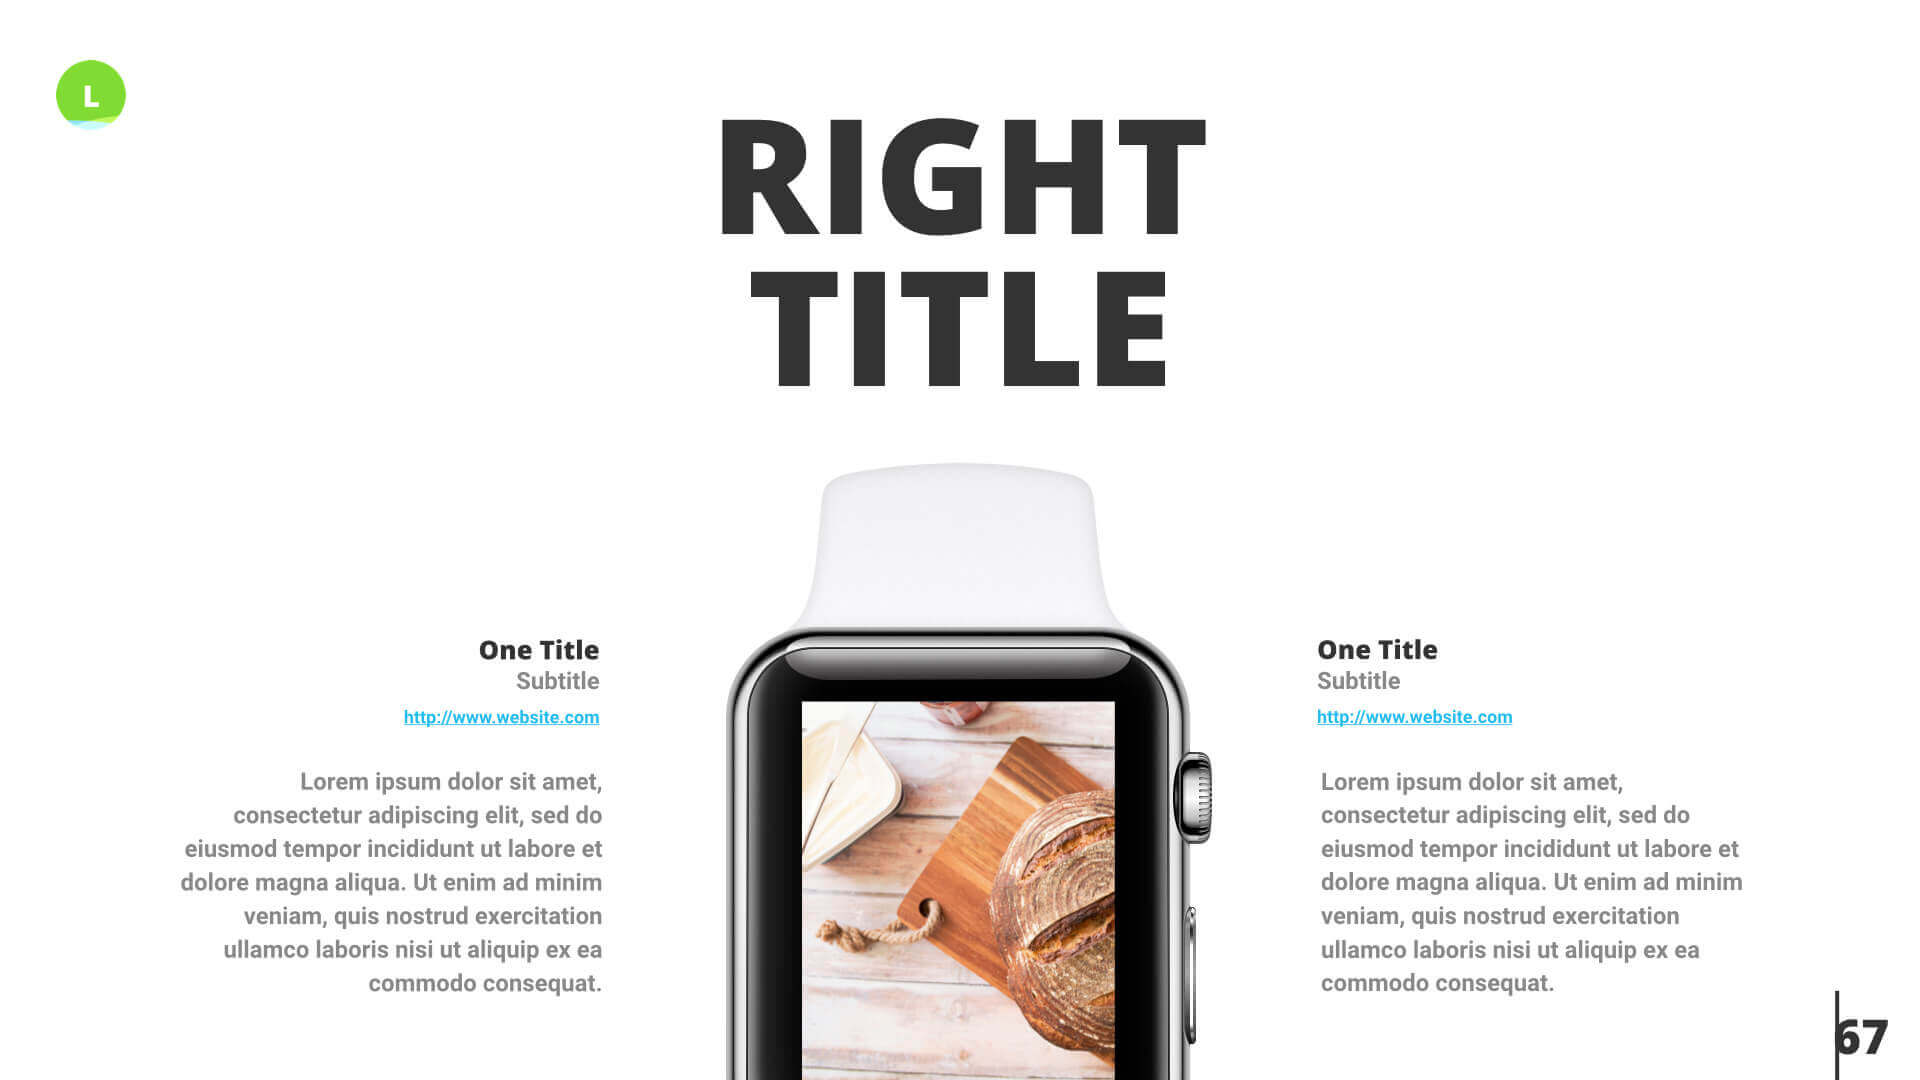 L
RIGHT
TITLE
One Title
Subtitle
http://www.website.com
Lorem ipsum dolor sit amet,
consectetur adipiscing elit, sed do
eiusmod tempor incididunt ut labore et
dolore magna aliqua. Ut enim ad minim
veniam, quis nostrud exercitation
ullamco laboris nisi ut aliquip ex ea
commodo consequat.
One Title
Subtitle
http://www.website.com
Lorem ipsum dolor sit amet,
consectetur adipiscing elit, sed do
eiusmod tempor incididunt ut labore et
dolore magna aliqua. Ut enim ad minim
veniam, quis nostrud exercitation
ullamco laboris nisi ut aliquip ex ea
commodo consequat.
67